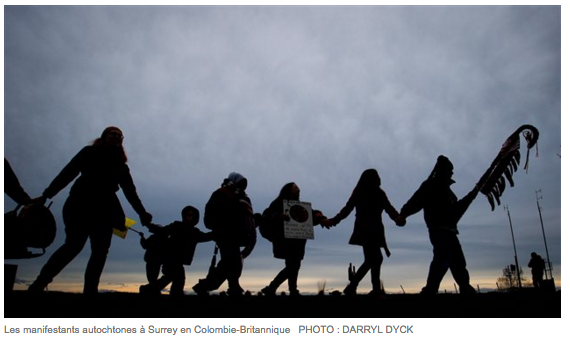 Les manifestants autochtones à Surrey en Colombie-Britannique PHOTO : DARRYL DYCK